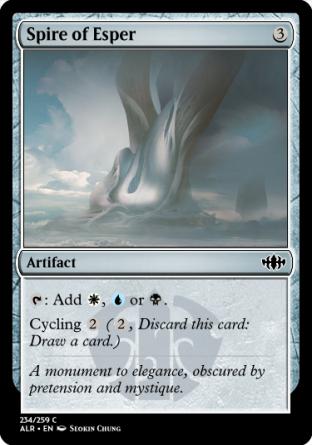 Spire of Esper 3
Artifact
: Add , or .
Cycling 2 ( 2 , Discard this card:
Draw a card.)
A monument to elegance, obscured by
pretension and mystique.
234/259 C
ALR • EN Seokin Chung